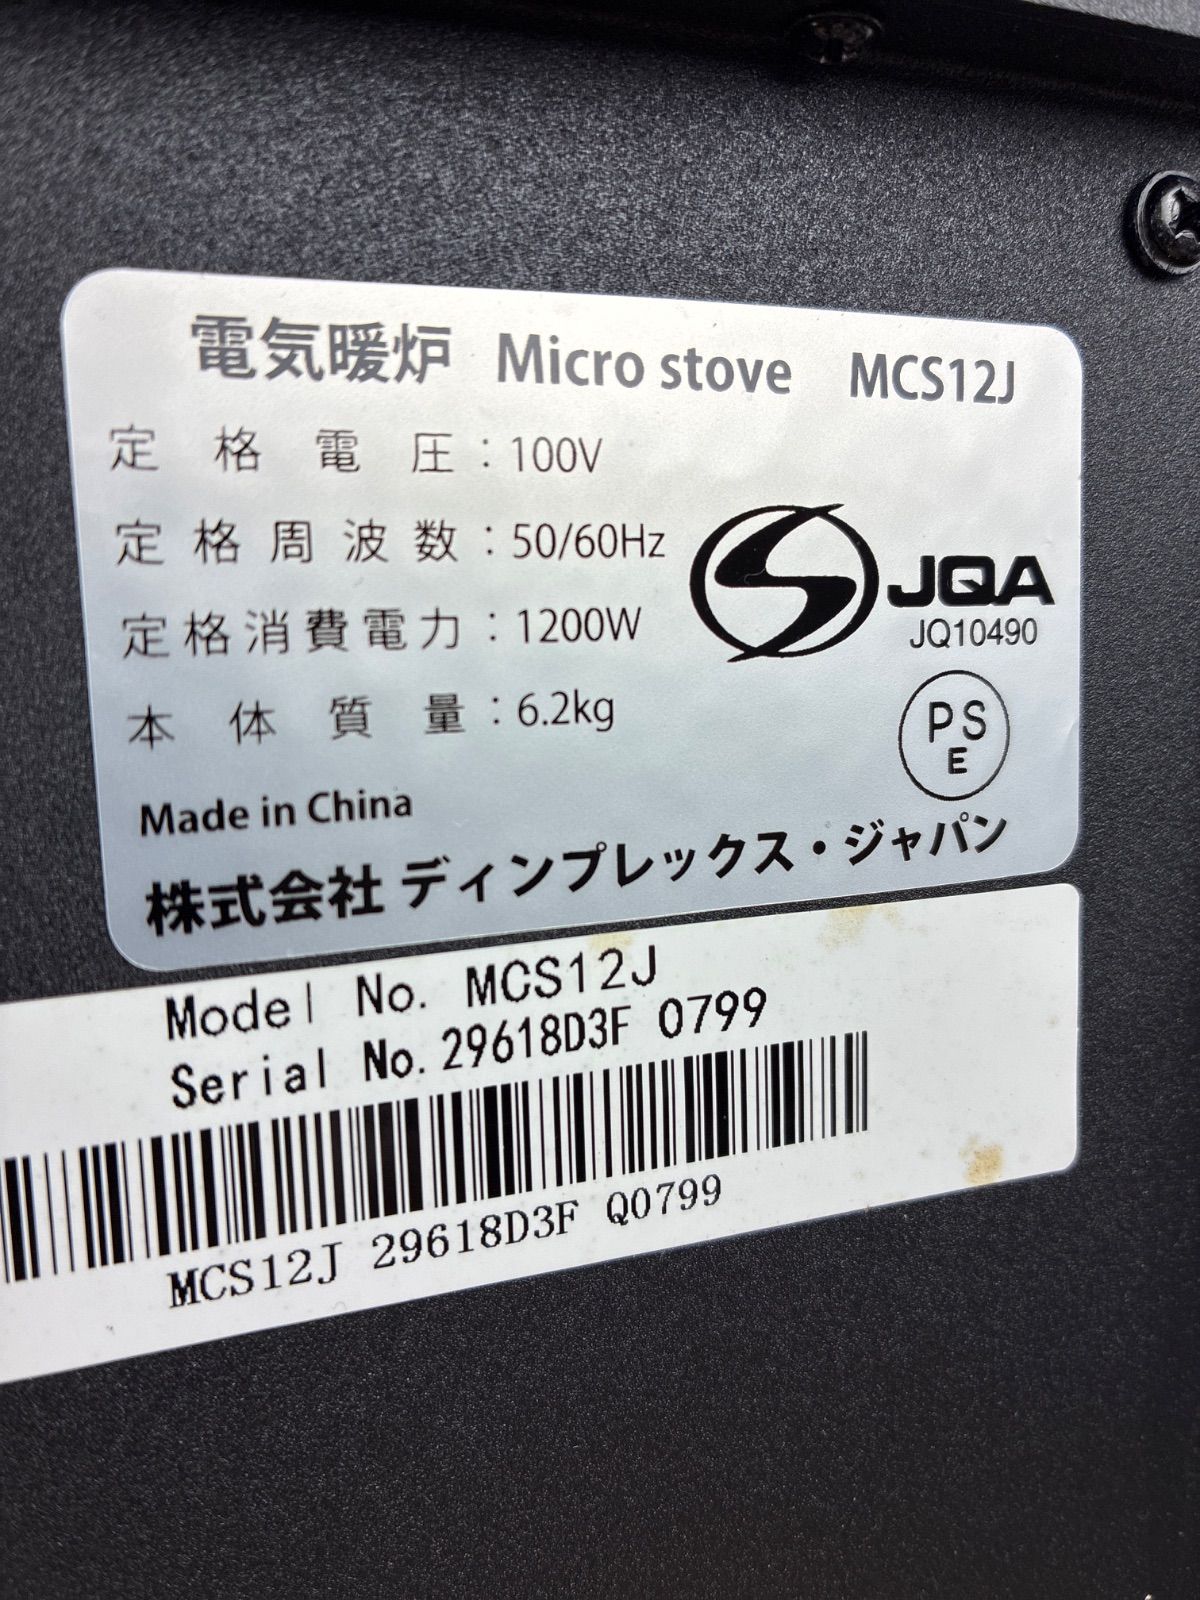 電気暖炉 Micro stove MCS12J
定格電圧：100V
定格周波数：50/60Hz
定格消費電力：1200W
本体質量：6.2kg
JQA
JQ10490
PS
E
Made in China
株式会社 ディンプレックス・ジャパン
Model No. MCS12J
Serial No. 29618D3F 0799
MCS12J 29618D3F Q0799